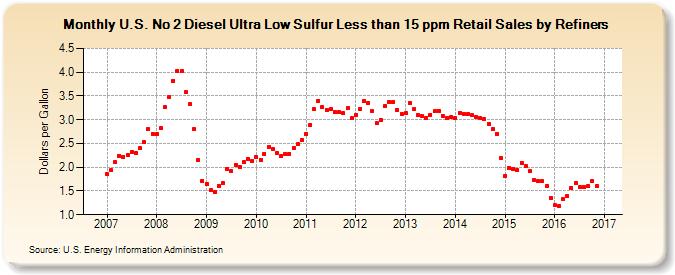 Monthly U.S. No 2 Diesel Ultra Low Sulfur Less than 15 ppm Retail Sales by Refiners
Dollars per Gallon
4.5
4.0
3.5
3.0
2.5
2.0
1.5
1.0
2007 2008 2009 2010 2011 2012 2013 2014 2015 2016 2017
Source: U.S. Energy Information Administration